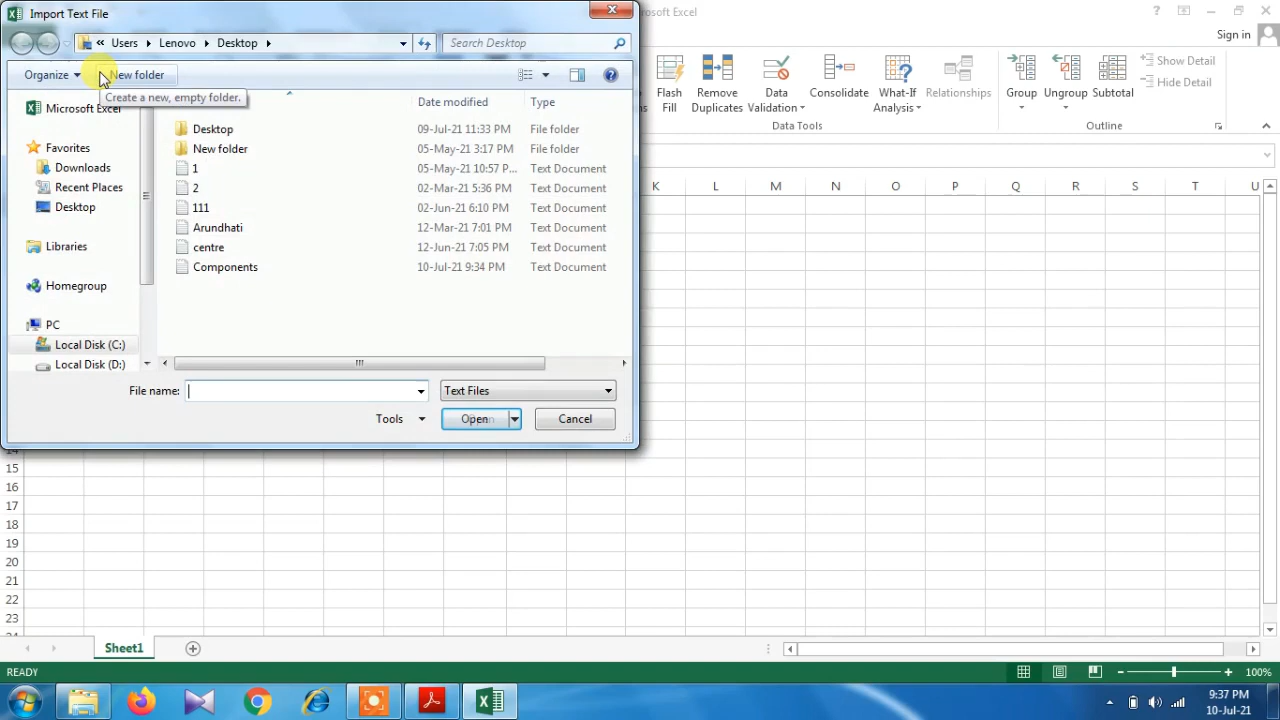 Import Text File
rosoft Excel
?
« Users Lenovo Desktop
Search Desktop
Sign in
Organize New folder
Create a new, empty folder.
Microsoft Excel
Favorites
Downloads
Recent Places
Desktop
Libraries
Homegroup
PC
Local Disk (C:)
Local Disk (D:)
Date modified Type
Desktop 09-Jul-21 11:33 PM File folder
New folder 05-May-21 3:17 PM File folder
1 05-May-21 10:57 P... Text Document
2 02-Mar-21 5:36 PM Text Document
111 02-Jun-21 6:10 PM Text Document
Arundhati 12-Mar-21 7:01 PM Text Document
centre 12-Jun-21 7:05 PM Text Document
Components 10-Jul-21 9:34 PM Text Document
File name: Text Files
Tools Open Cancel
Flash Fill
Remove Duplicates
Data Validation
Consolidate
What-If Analysis
Relationships
Group
Ungroup
Subtotal
Show Detail
Hide Detail
Data Tools
Outline
K L M N O P Q R S T U
15
16
17
18
19
20
21
22
23
Sheet1
READY
100%
9:37 PM
10-Jul-21